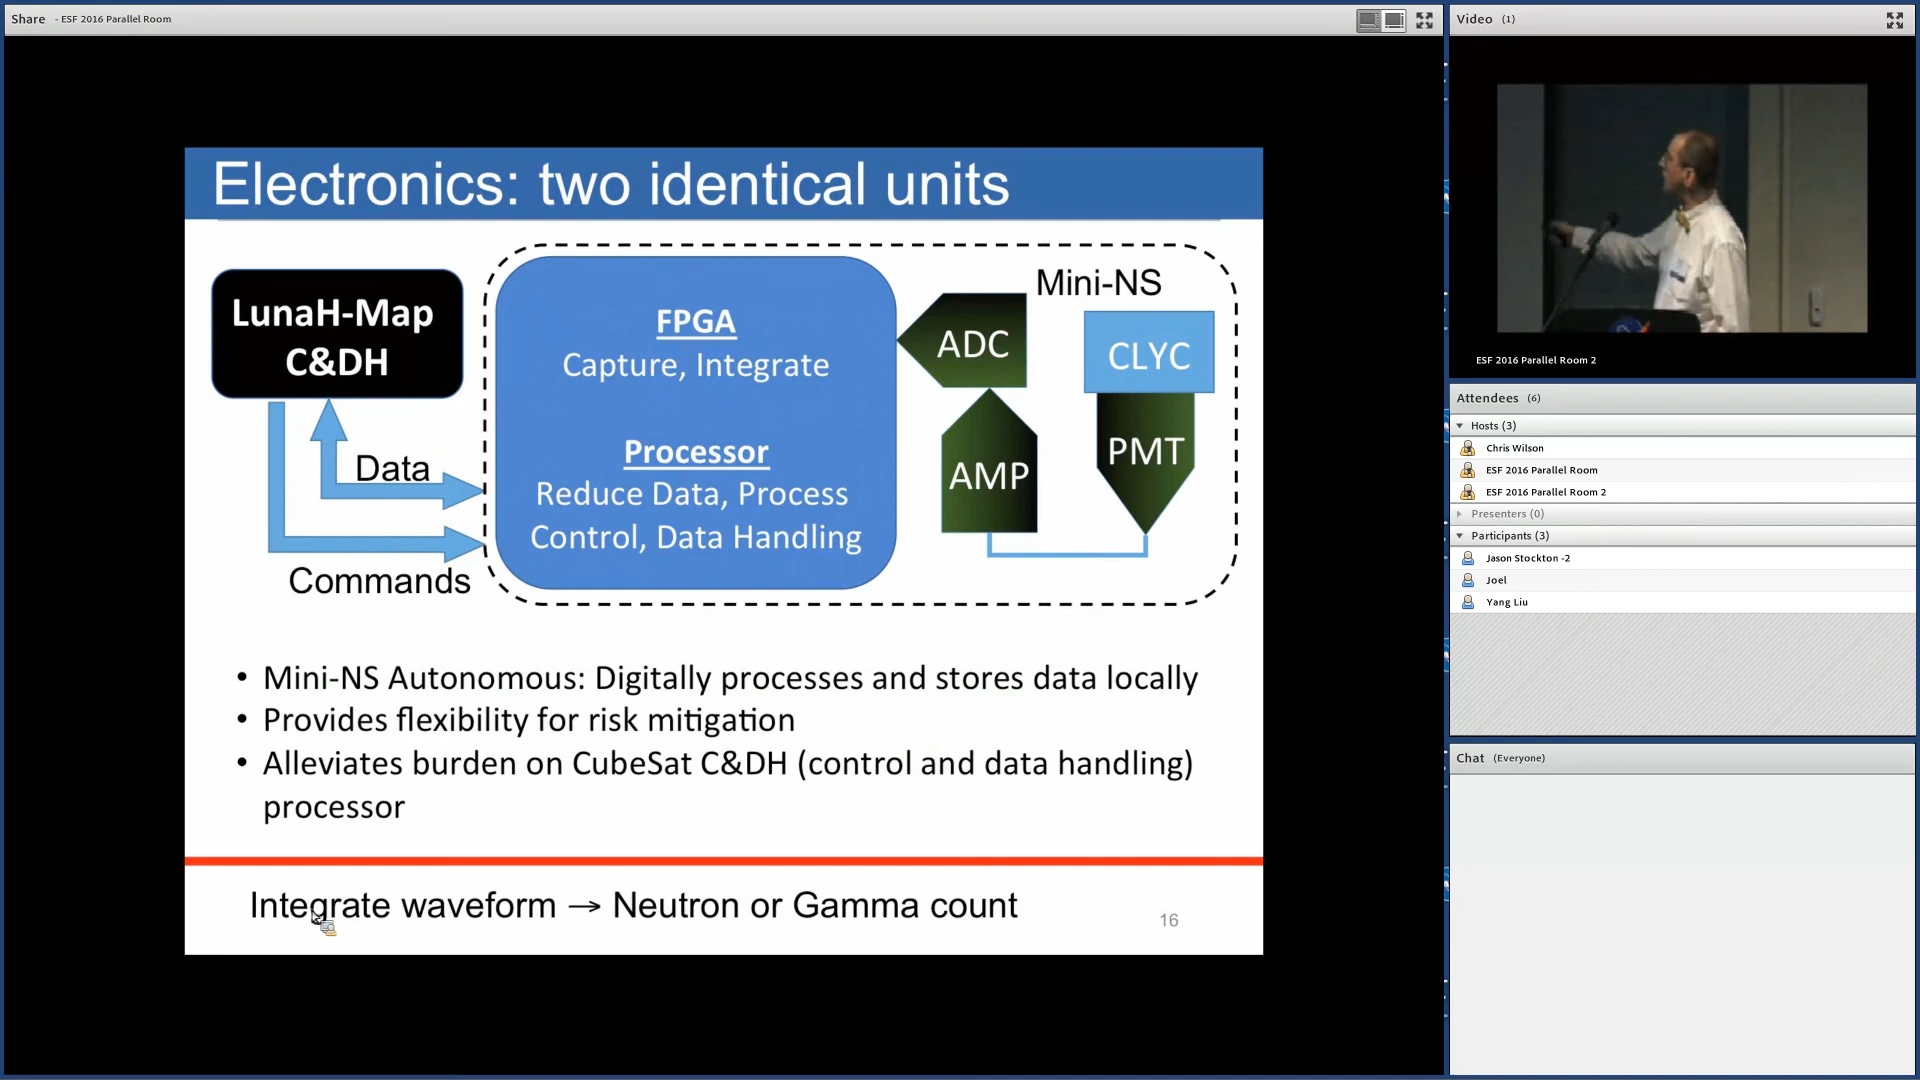 Share - ESF 2016 Parallel Room
Electronics: two identical units
LunaH-Map
C&DH
Data
Commands
FPGA
Capture, Integrate
Processor
Reduce Data, Process
Control, Data Handling
Mini-NS
ADC
CLYC
AMP
PMT
• Mini-NS Autonomous: Digitally processes and stores data locally
• Provides flexibility for risk mitigation
• Alleviates burden on CubeSat C&DH (control and data handling)
processor
Integrate waveform → Neutron or Gamma count
16
Video (1)
ESF 2016 Parallel Room 2
Attendees (6)
Hosts (3)
Chris Wilson
ESF 2016 Parallel Room
ESF 2016 Parallel Room 2
Presenters (0)
Participants (3)
Jason Stockton -2
Joel
Yang Liu
Chat (Everyone)